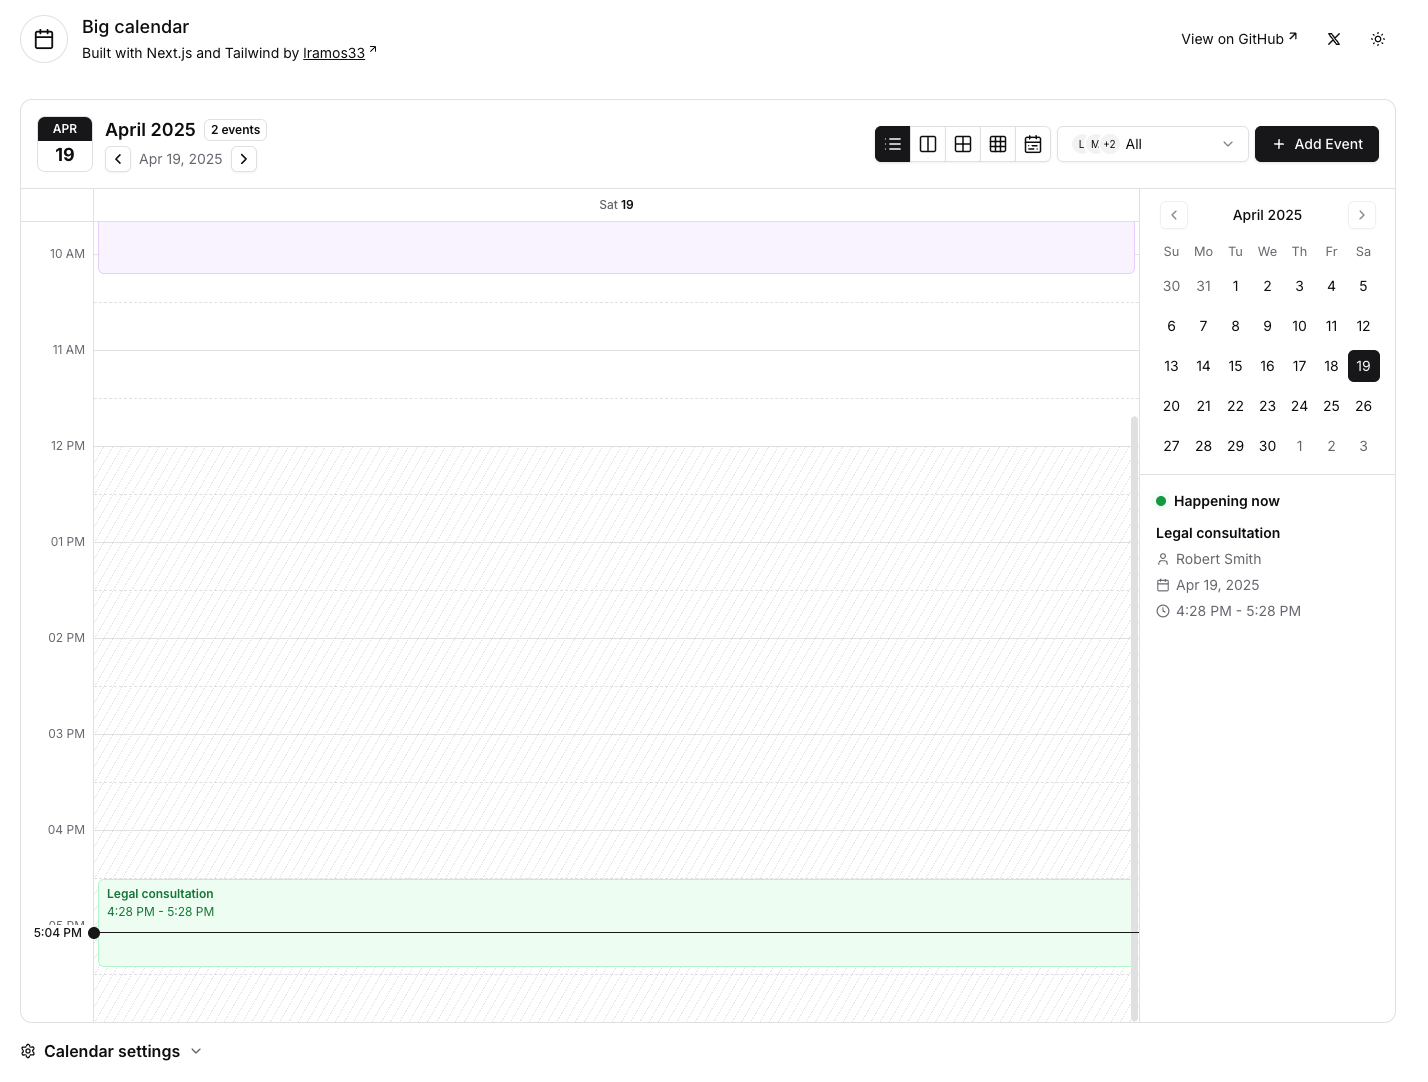 Big calendar
Built with Next.js and Tailwind by lramos33
View on GitHub
APR
19
April 2025
2 events
Apr 19, 2025
L
+2
All
Add Event
Sat 19
10 AM
11 AM
12 PM
01 PM
02 PM
03 PM
04 PM
Legal consultation
4:28 PM - 5:28 PM
05 PM
5:04 PM
April 2025
Su Mo Tu We Th Fr Sa
30 31 1 2 3 4 5
6 7 8 9 10 11 12
13 14 15 16 17 18 19
20 21 22 23 24 25 26
27 28 29 30 1 2 3
Happening now
Legal consultation
Robert Smith
Apr 19, 2025
4:28 PM - 5:28 PM
Calendar settings